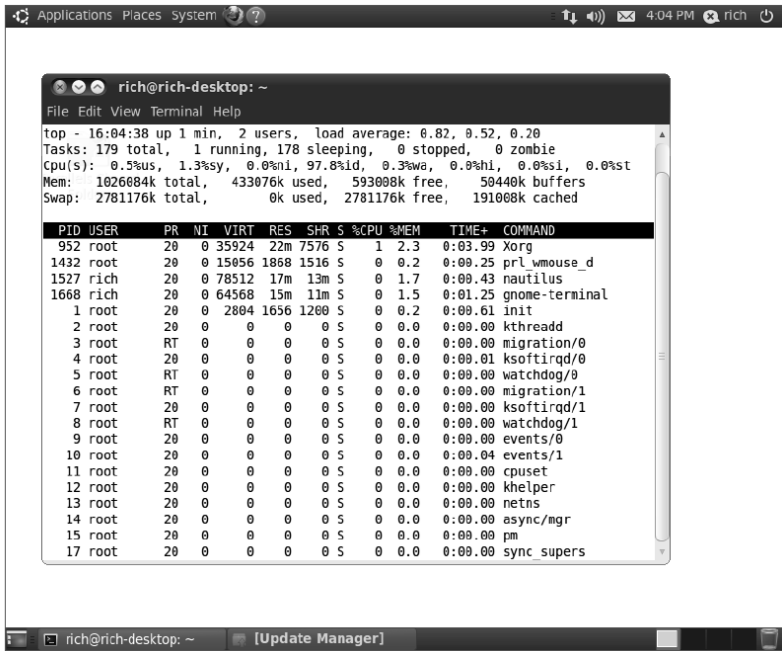 Applications Places System
4:04 PM rich
rich@rich-desktop: ~
File Edit View Terminal Help
top - 16:04:38 up 1 min, 2 users, load average: 0.82, 0.52, 0.20
Tasks: 179 total, 1 running, 178 sleeping, 0 stopped, 0 zombie
Cpu(s): 0.5%us, 1.3%sy, 0.0%ni, 97.8%id, 0.3%wa, 0.0%hi, 0.0%si, 0.0%st
Mem: 1026084k total, 433076k used, 593008k free, 50440k buffers
Swap: 2781176k total, 0k used, 2781176k free, 191008k cached
PID USER PR NI VIRT RES SHR S %CPU %MEM TIME+ COMMAND
952 root 20 0 35924 22m 7576 S 1 2.3 0:03.99 Xorg
1432 root 20 0 15056 1868 1516 S 0 0.2 0:00.25 prl_wmouse_d
1527 rich 20 0 78512 17m 13m S 0 1.7 0:00.43 nautilus
1668 rich 20 0 64568 15m 11m S 0 1.5 0:01.25 gnome-terminal
1 root 20 0 2804 1656 1200 S 0 0.2 0:00.61 init
2 root 20 0 0 0 0 S 0 0.0 0:00.00 kthreadd
3 root RT 0 0 0 0 S 0 0.0 0:00.00 migration/0
4 root 20 0 0 0 0 S 0 0.0 0:00.01 ksoftirqd/0
5 root RT 0 0 0 0 S 0 0.0 0:00.00 watchdog/0
6 root RT 0 0 0 0 S 0 0.0 0:00.00 migration/1
7 root 20 0 0 0 0 S 0 0.0 0:00.00 ksoftirqd/1
8 root RT 0 0 0 0 S 0 0.0 0:00.00 watchdog/1
9 root 20 0 0 0 0 S 0 0.0 0:00.00 events/0
10 root 20 0 0 0 0 S 0 0.0 0:00.04 events/1
11 root 20 0 0 0 0 S 0 0.0 0:00.00 cpuset
12 root 20 0 0 0 0 S 0 0.0 0:00.00 khelper
13 root 20 0 0 0 0 S 0 0.0 0:00.00 netns
14 root 20 0 0 0 0 S 0 0.0 0:00.00 async/mgr
15 root 20 0 0 0 0 S 0 0.0 0:00.00 pm
17 root 20 0 0 0 0 S 0 0.0 0:00.00 sync_supers
rich@rich-desktop: ~ [Update Manager]